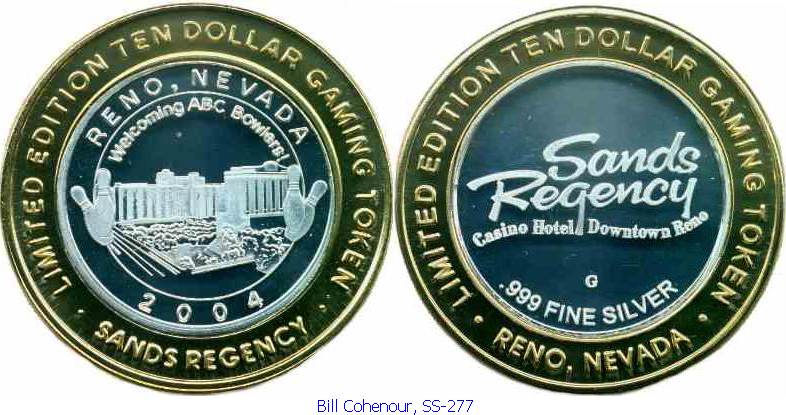 LIMITED EDITION TEN DOLLAR GAMING TOKEN
RENO, NEVADA
Welcoming ABC Bowlers!
2004
• SANDS REGENCY •
LIMITED EDITION TEN DOLLAR GAMING TOKEN
Sands
Regency
Casino Hotel Downtown Reno
G
.999 FINE SILVER
• RENO, NEVADA •
Bill Cohenour, SS-277